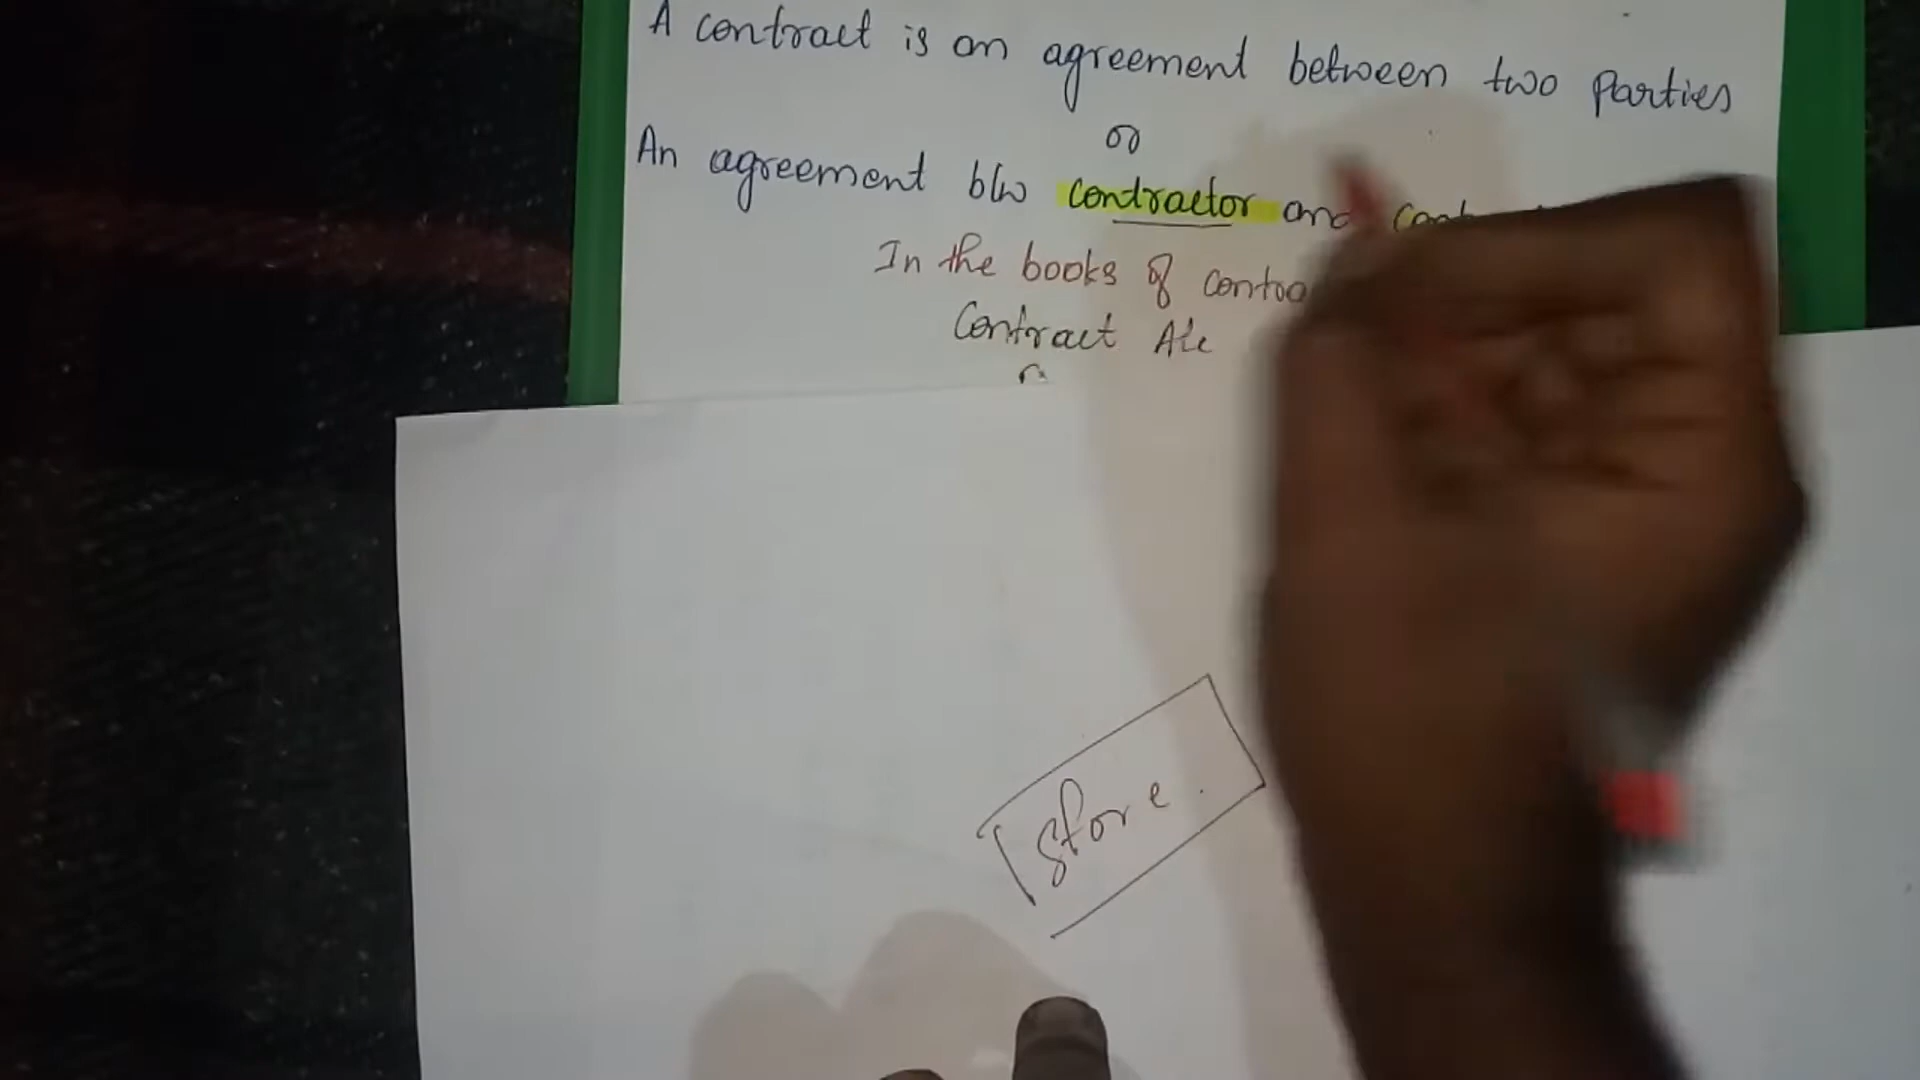 A contract is an agreement between two Parties
or
An agreement b/w contractor and
In the books of
Contract A/c
Store.